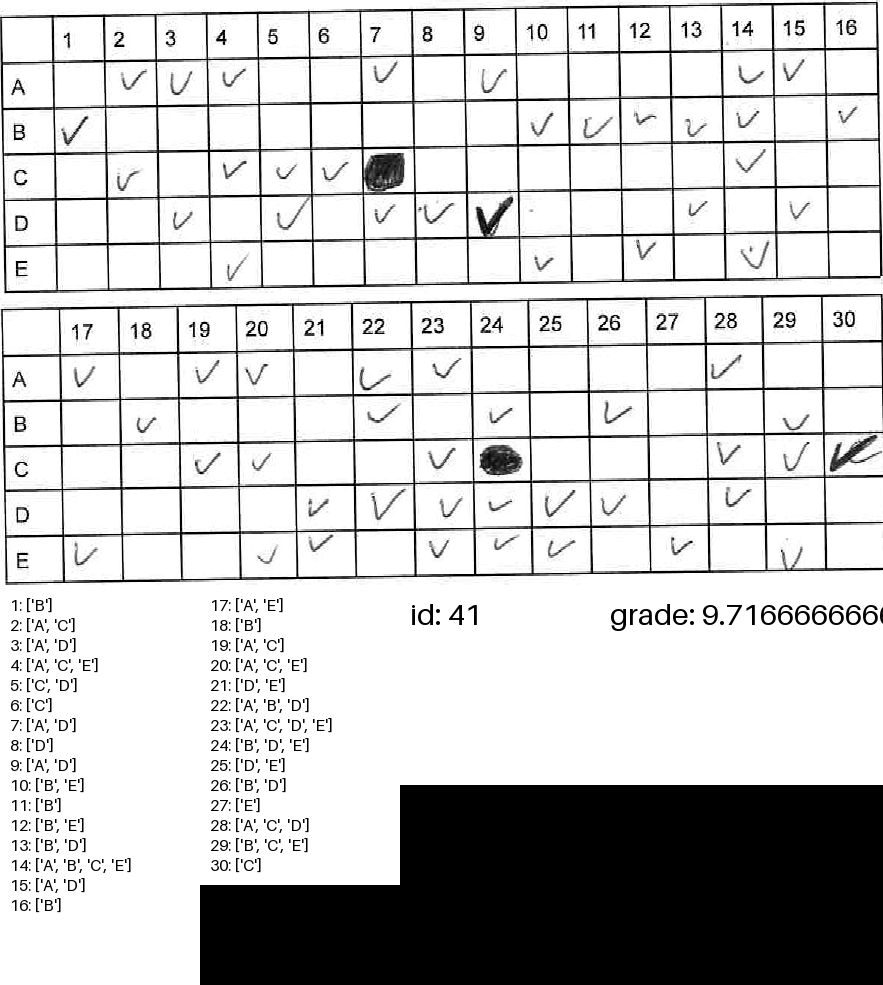 1 2 3 4 5 6 7 8 9 10 11 12 13 14 15 16
A
B
C
D
E
17 18 19 20 21 22 23 24 25 26 27 28 29 30
A
B
C
D
E
1: ['B']
2: ['A', 'C']
3: ['A', 'D']
4: ['A', 'C', 'E']
5: ['C', 'D']
6: ['C']
7: ['A', 'D']
8: ['D']
9: ['A', 'D']
10: ['B', 'E']
11: ['B']
12: ['B', 'E']
13: ['B', 'D']
14: ['A', 'B', 'C', 'E']
15: ['A', 'D']
16: ['B']
17: ['A', 'E']
18: ['B']
19: ['A', 'C']
20: ['A', 'C', 'E']
21: ['D', 'E']
22: ['A', 'B', 'D']
23: ['A', 'C', 'D', 'E']
24: ['B', 'D', 'E']
25: ['D', 'E']
26: ['B', 'D']
27: ['E']
28: ['A', 'C', 'D']
29: ['B', 'C', 'E']
30: ['C']
id: 41
grade: 9.716666666